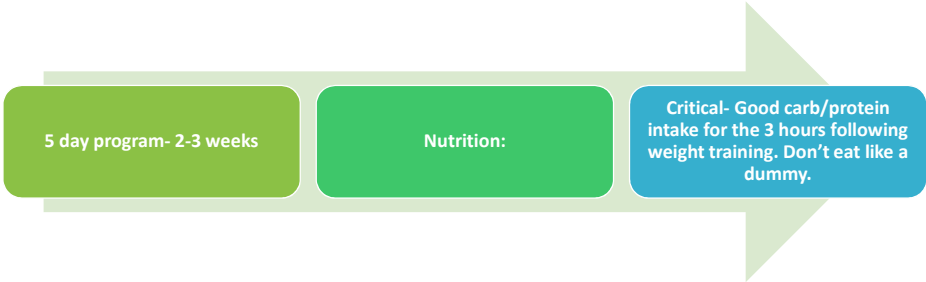 5 day program- 2-3 weeks
Nutrition:
Critical- Good carb/protein
intake for the 3 hours following
weight training. Don’t eat like a
dummy.